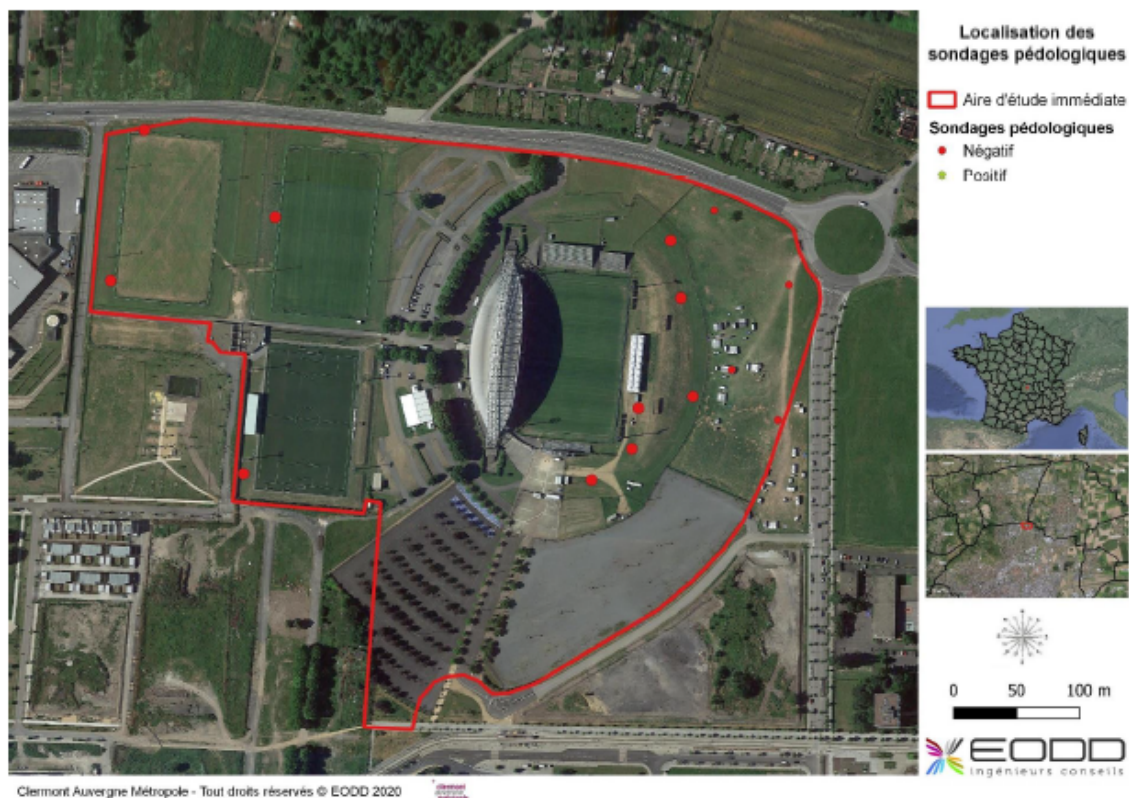 Localisation des
sondages pédologiques
Aire d'étude immédiate
Sondages pédologiques
Négatif
Positif
0 50 100 m
EODD
ingénieurs conseils
Clermont Auvergne Métropole - Tout droits réservés © EODD 2020
clermont